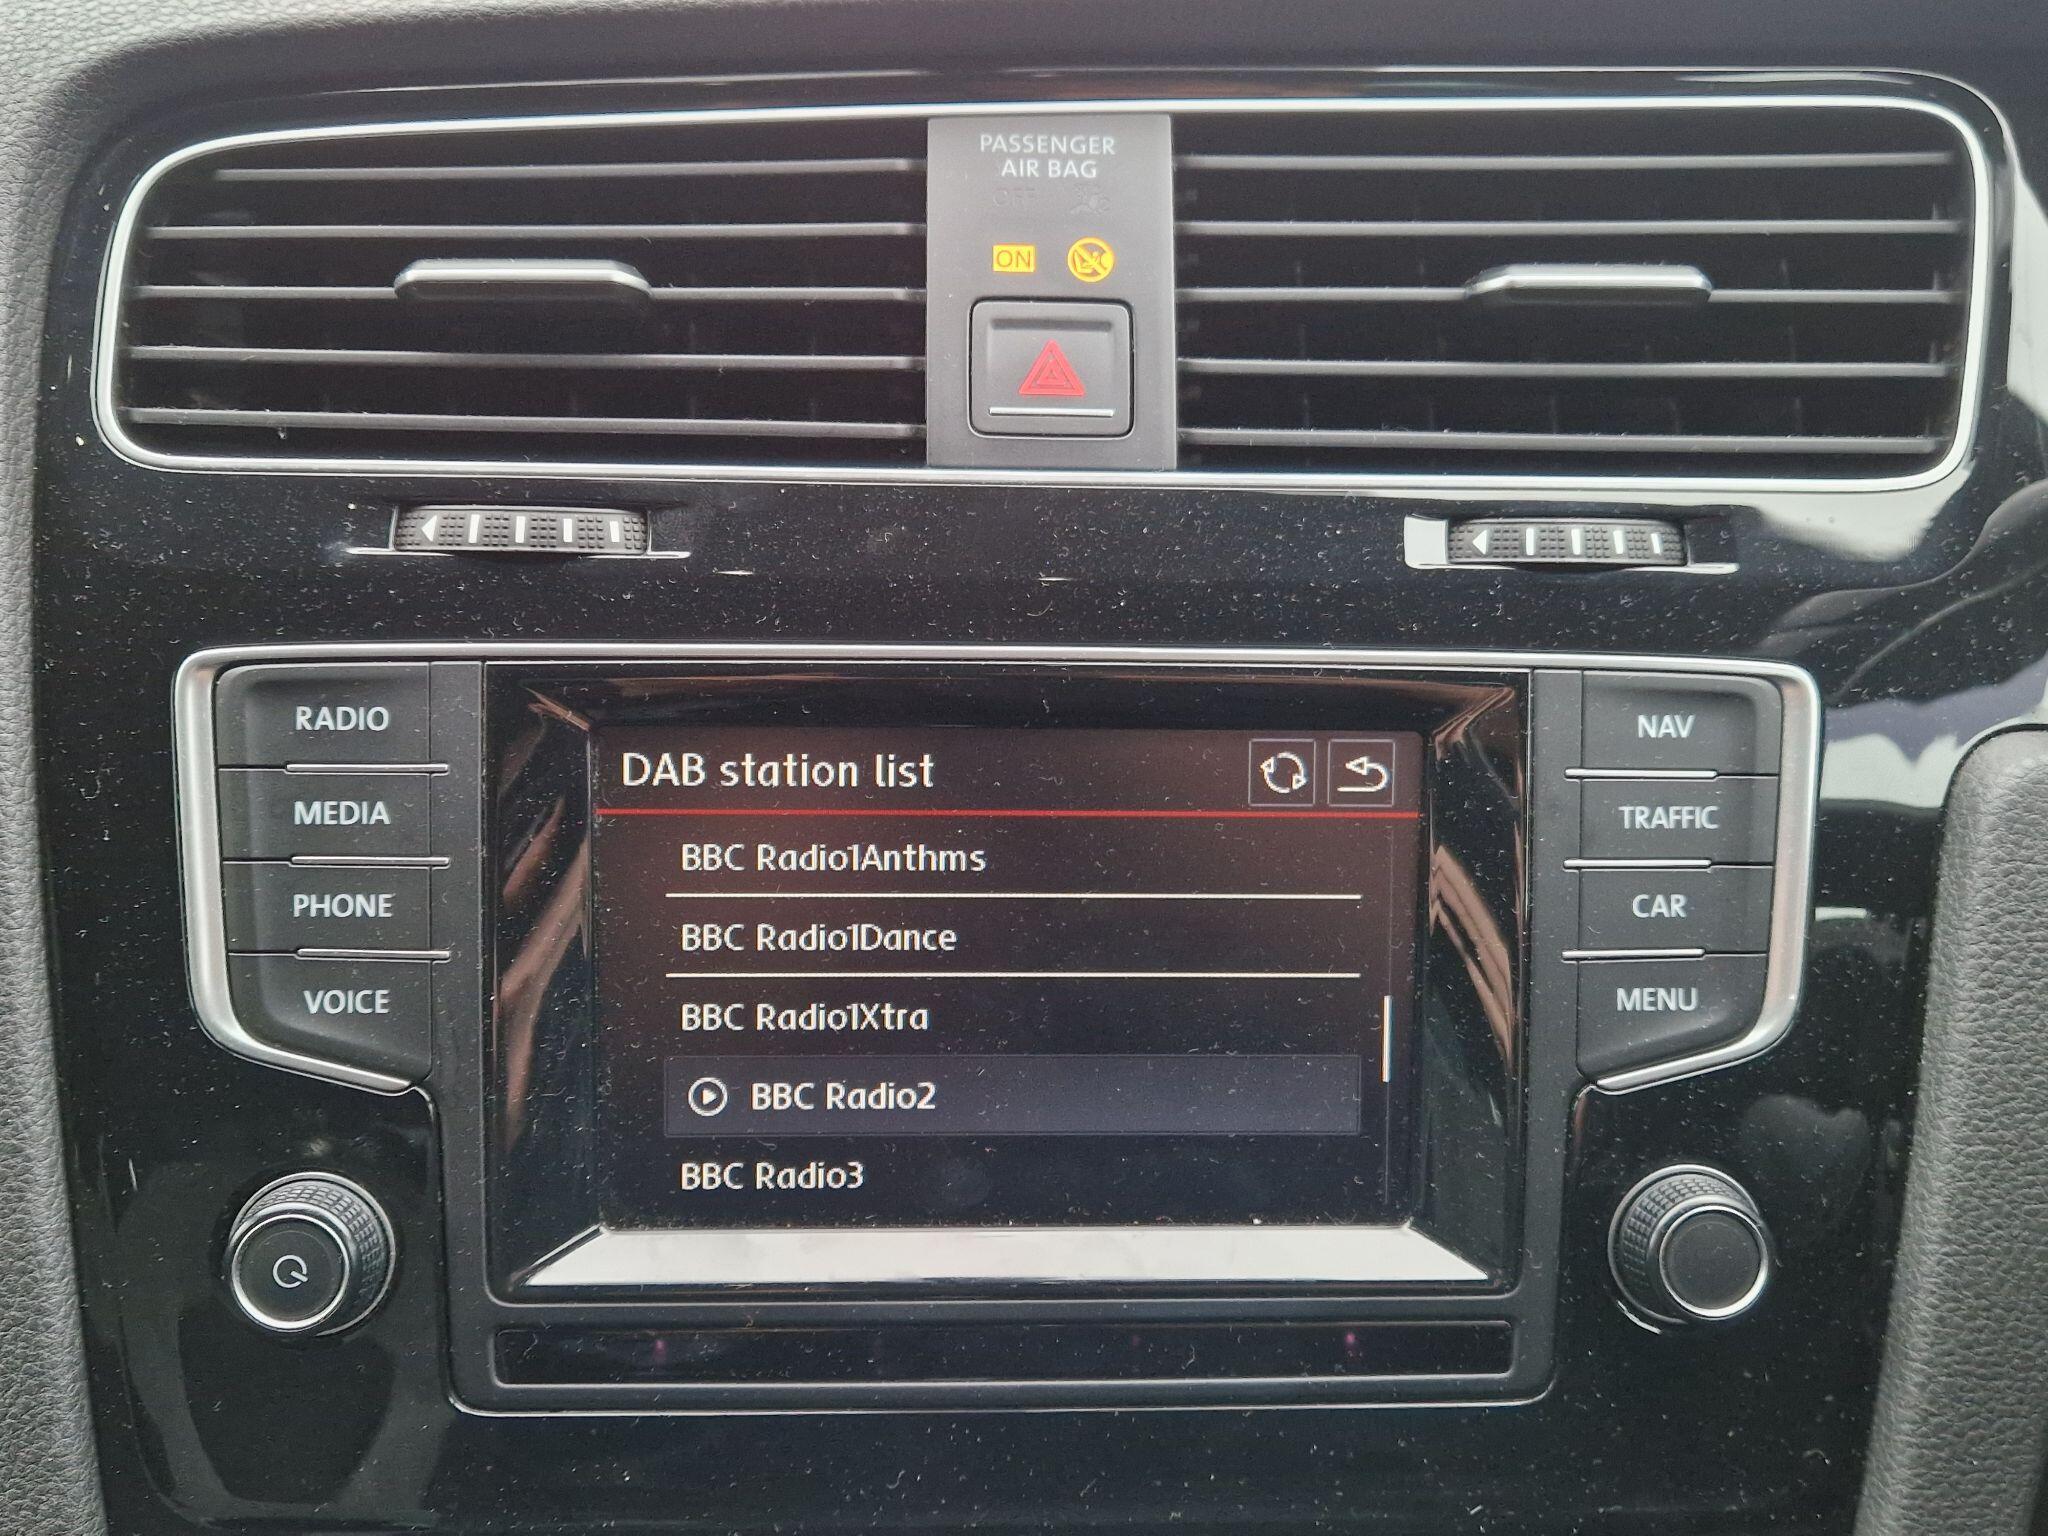 PASSENGER
AIR BAG
OFF
ON
RADIO
MEDIA
PHONE
VOICE
DAB station list
BBC Radio1Anthms
BBC Radio1Dance
BBC Radio1Xtra
BBC Radio2
BBC Radio3
NAV
TRAFFIC
CAR
MENU